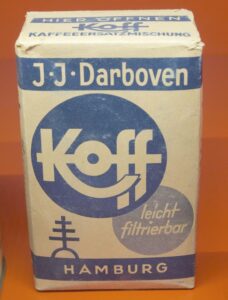 HIER ÖFFNEN
Koff
KAFFEEERSATZMISCHUNG
J·J·Darboven
Koff
leicht
filtrierbar
HAMBURG